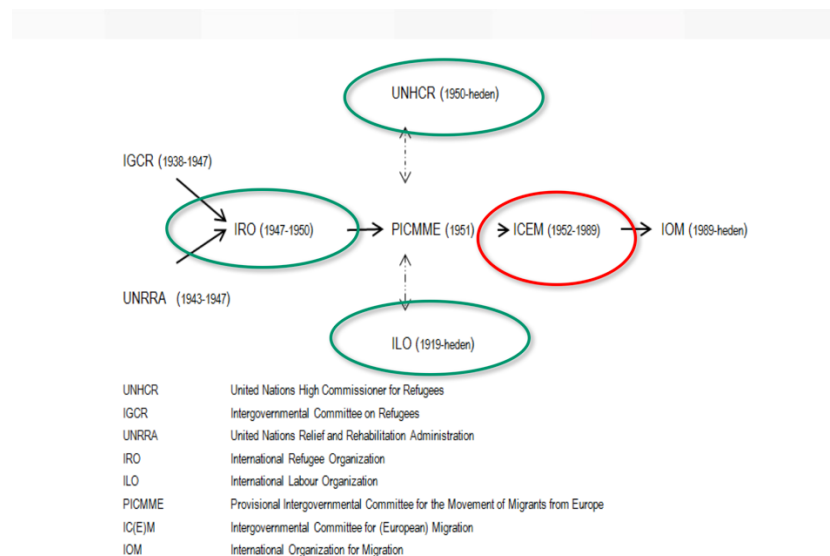 UNHCR (1950-heden)
IGCR (1938-1947)
IRO (1947-1950)
PICMME (1951)
ICEM (1952-1989)
IOM (1989-heden)
UNRRA (1943-1947)
ILO (1919-heden)
UNHCR United Nations High Commissioner for Refugees
IGCR Intergovernmental Committee on Refugees
UNRRA United Nations Relief and Rehabilitation Administration
IRO International Refugee Organization
ILO International Labour Organization
PICMME Provisional Intergovernmental Committee for the Movement of Migrants from Europe
IC(E)M Intergovernmental Committee for (European) Migration
IOM International Organization for Migration